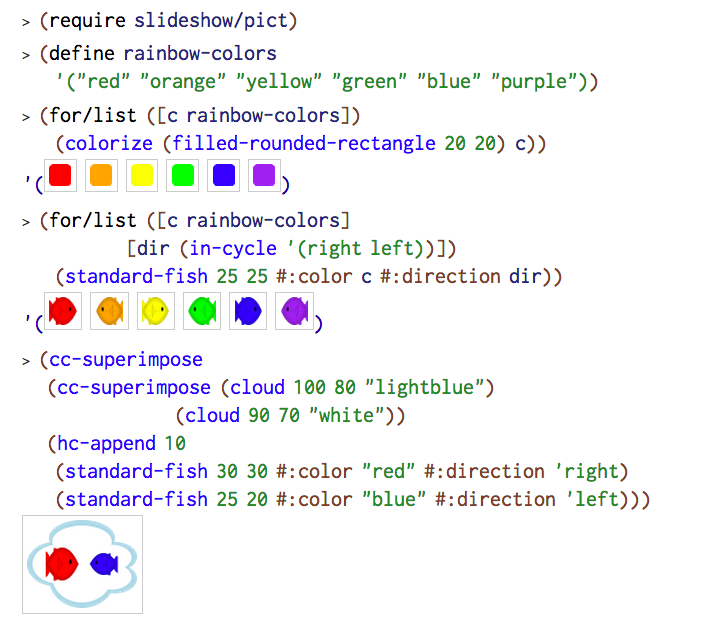 > (require slideshow/pict)
> (define rainbow-colors
'("red" "orange" "yellow" "green" "blue" "purple"))
> (for/list ([c rainbow-colors])
(colorize (filled-rounded-rectangle 20 20) c))
'( )
> (for/list ([c rainbow-colors]
[dir (in-cycle '(right left))])
(standard-fish 25 25 #:color c #:direction dir))
'( )
> (cc-superimpose
(cc-superimpose (cloud 100 80 "lightblue")
(cloud 90 70 "white"))
(hc-append 10
(standard-fish 30 30 #:color "red" #:direction 'right)
(standard-fish 25 20 #:color "blue" #:direction 'left)))